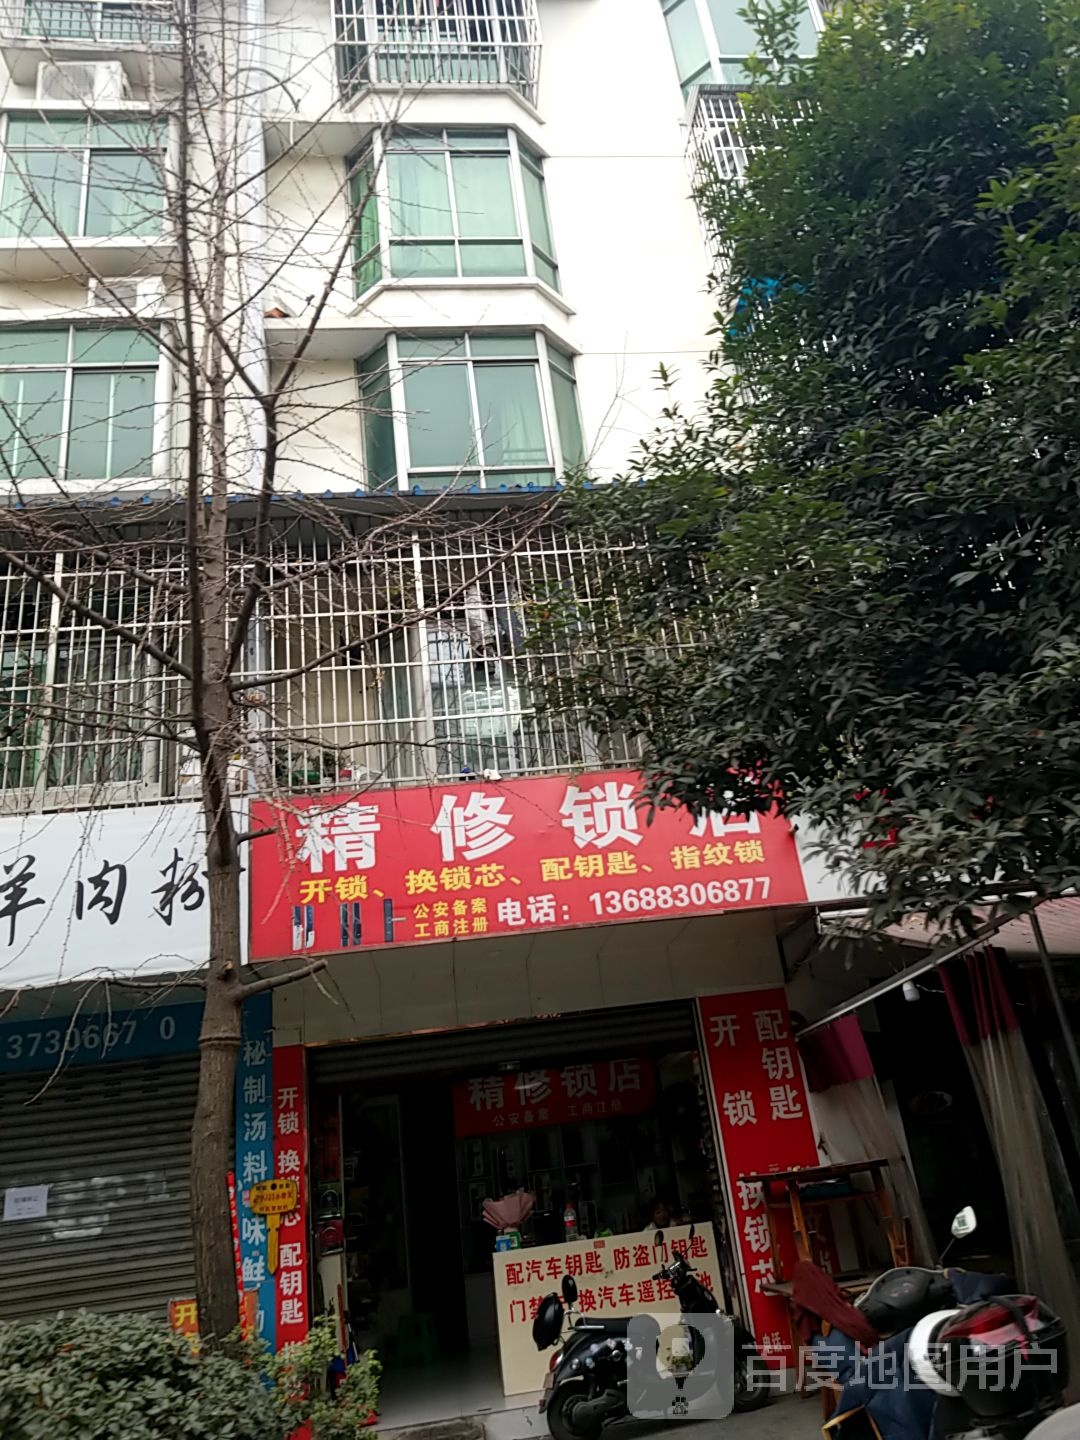 精修锁店
开锁、换锁芯、配钥匙、指纹锁
公安备案
工商注册
电话：13688306877
羊肉粉
3730667 0
秘制汤料 味鲜
开锁 换锁芯 配钥匙
精修锁店
公安备案 工商注册
配钥匙
开锁 换锁芯
电话:
配汽车钥匙 防盗门钥匙
门禁 换汽车遥控 池
百度地图用户